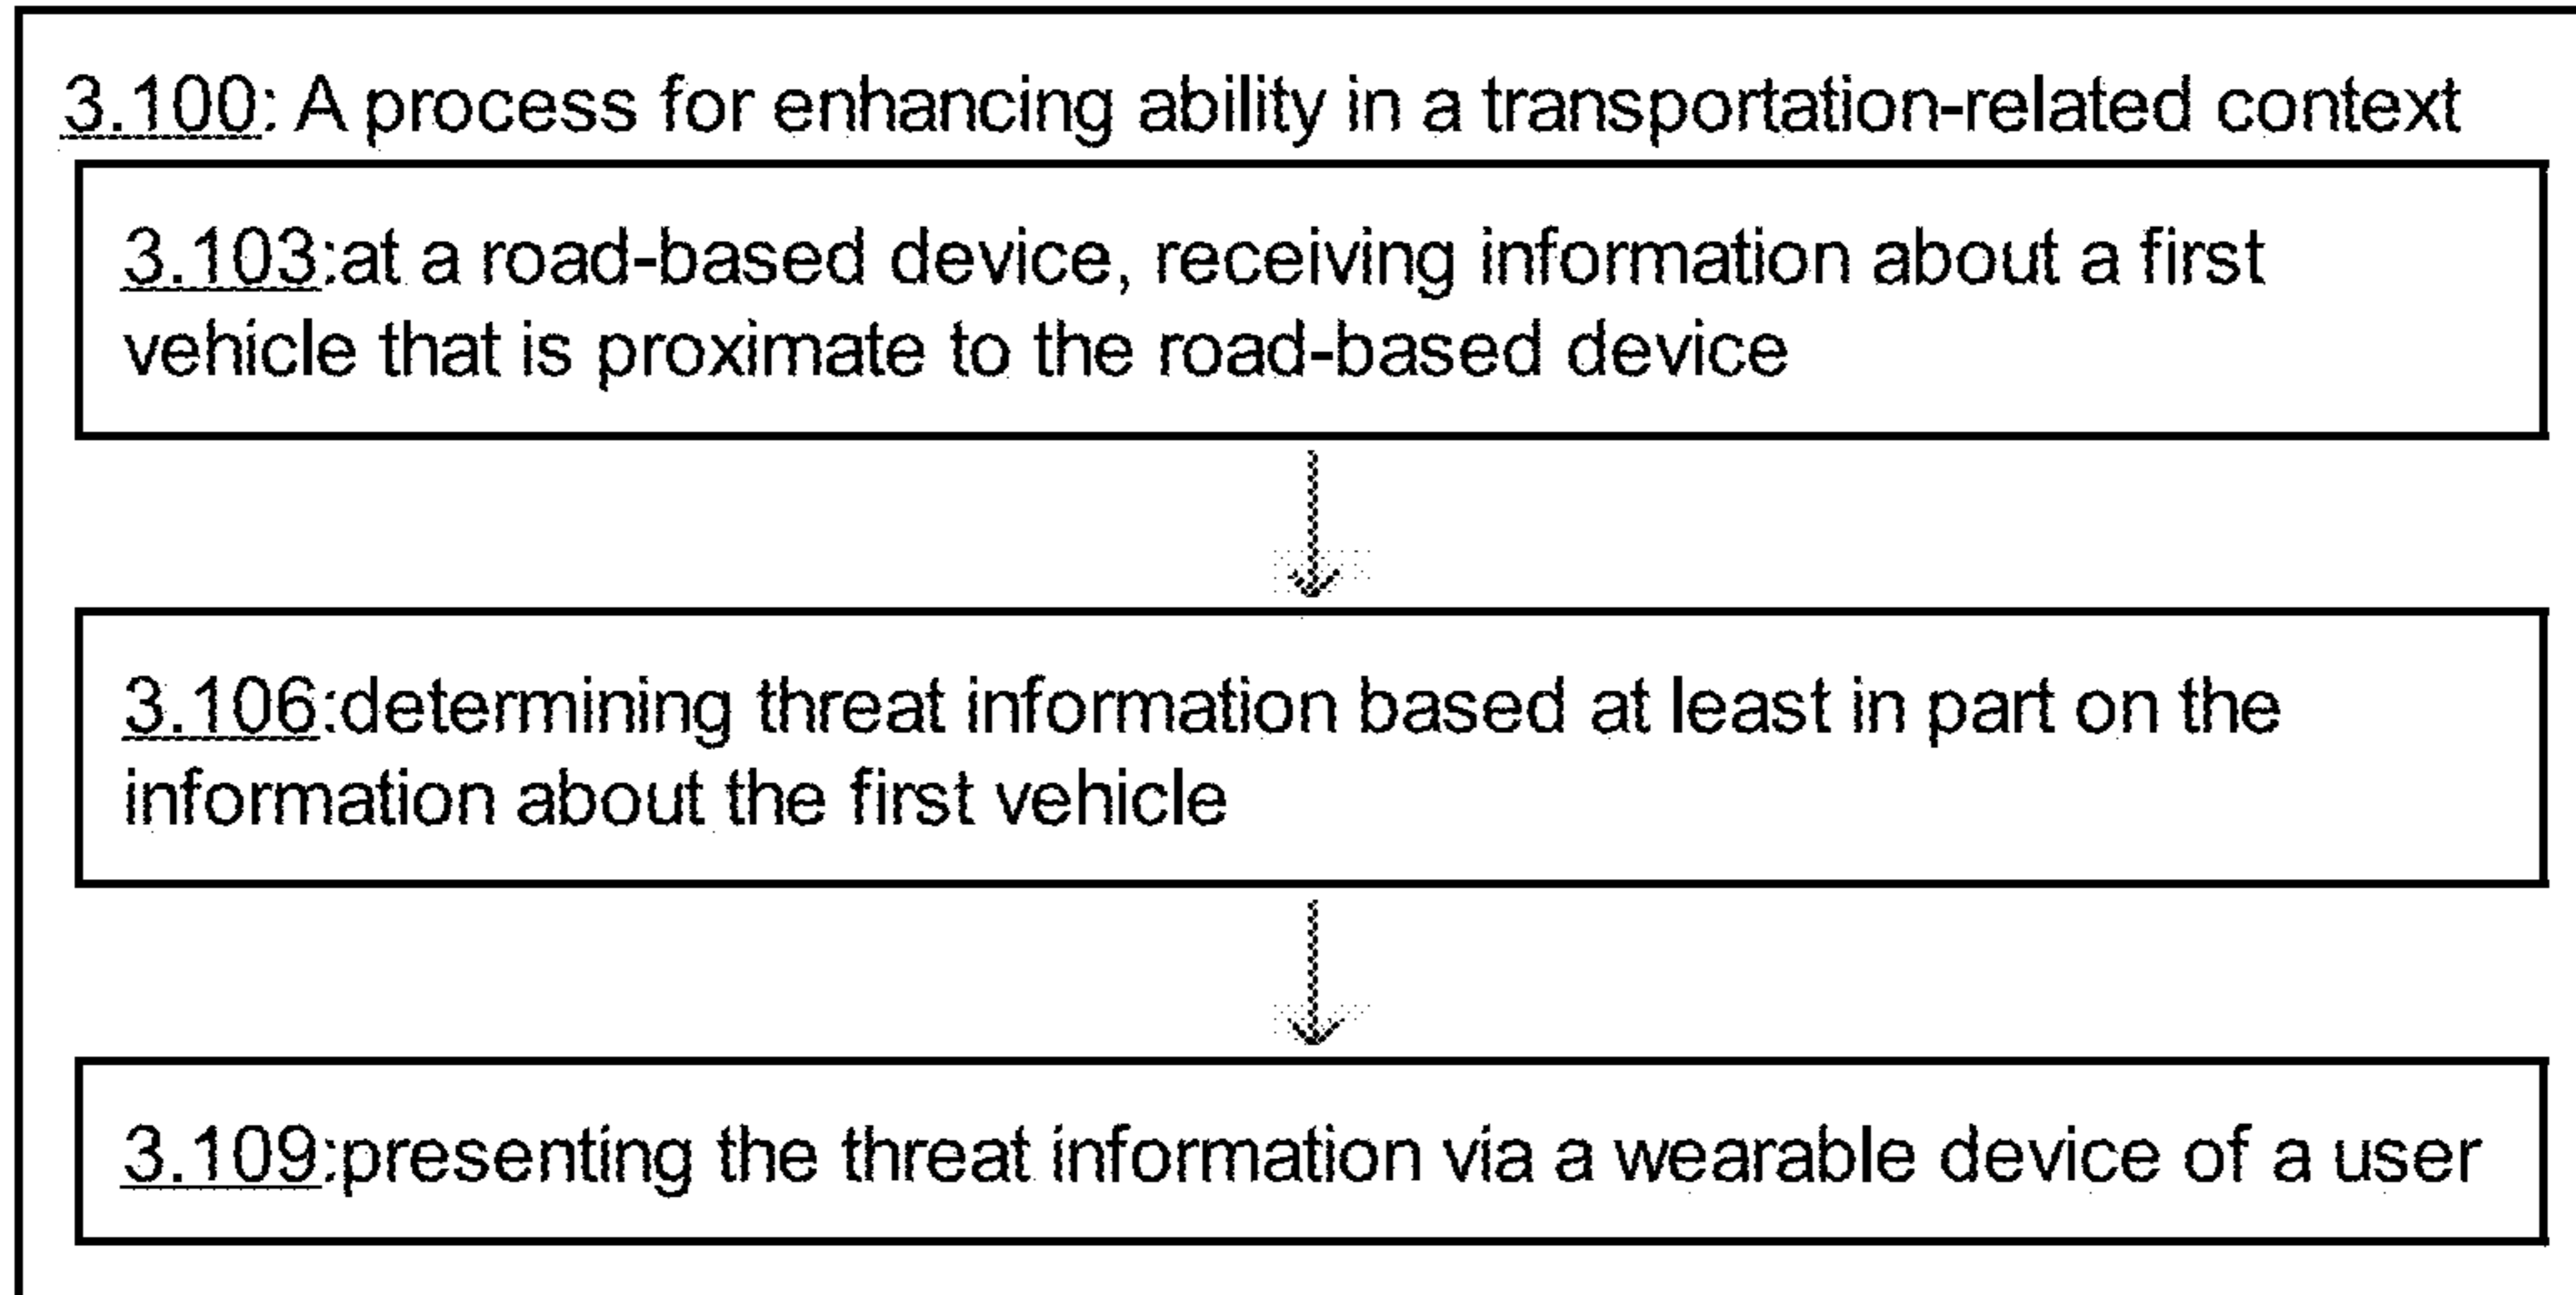 3.100: A process for enhancing ability in a transportation-related context
3.103:at a road-based device, receiving information about a first
vehicle that is proximate to the road-based device
3.106:determining threat information based at least in part on the
information about the first vehicle
3.109:presenting the threat information via a wearable device of a user